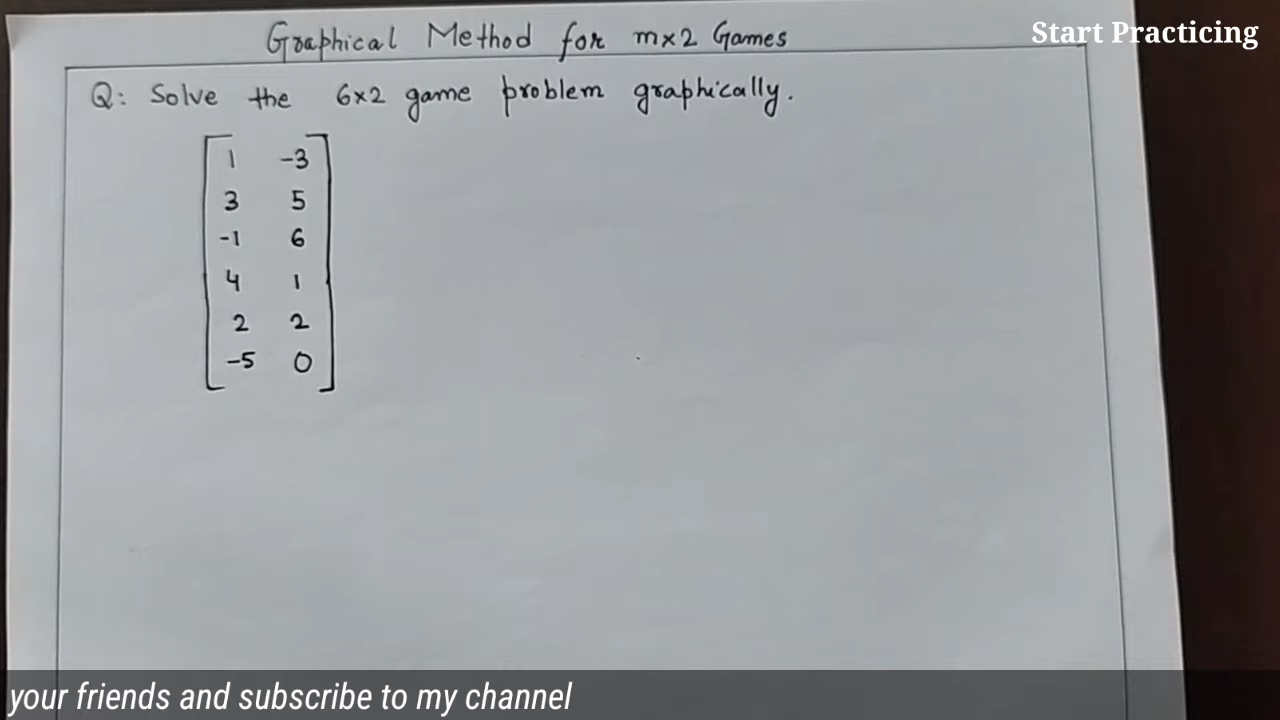 Graphical Method for m×2 Games
Start Practicing
Q: Solve the 6×2 game problem graphically.
1 -3
3 5
-1 6
4 1
2 2
-5 0
your friends and subscribe to my channel